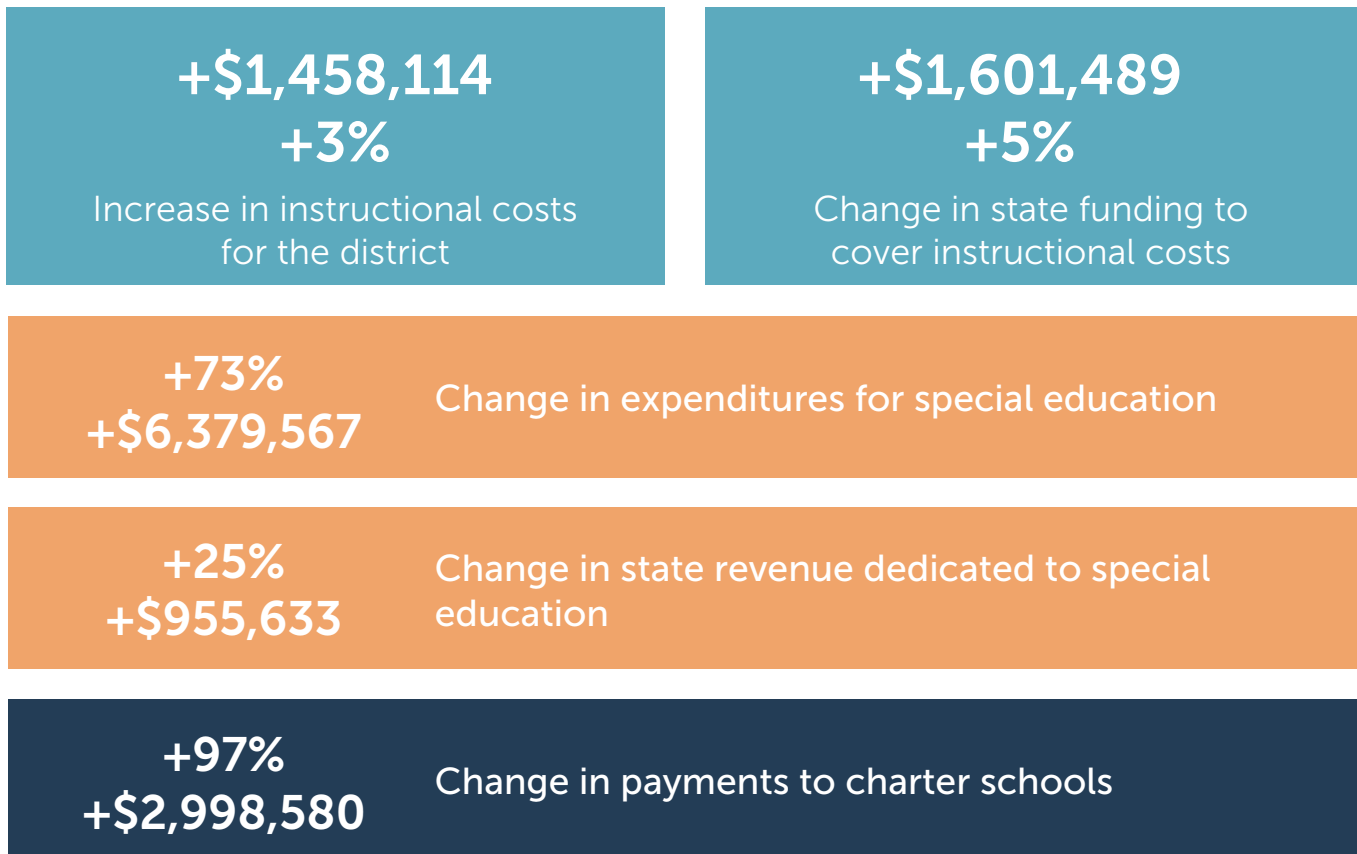 +$1,458,114
+3%
Increase in instructional costs
for the district
+$1,601,489
+5%
Change in state funding to
cover instructional costs
+73%
+$6,379,567
Change in expenditures for special education
+25%
+$955,633
Change in state revenue dedicated to special
education
+97%
+$2,998,580
Change in payments to charter schools